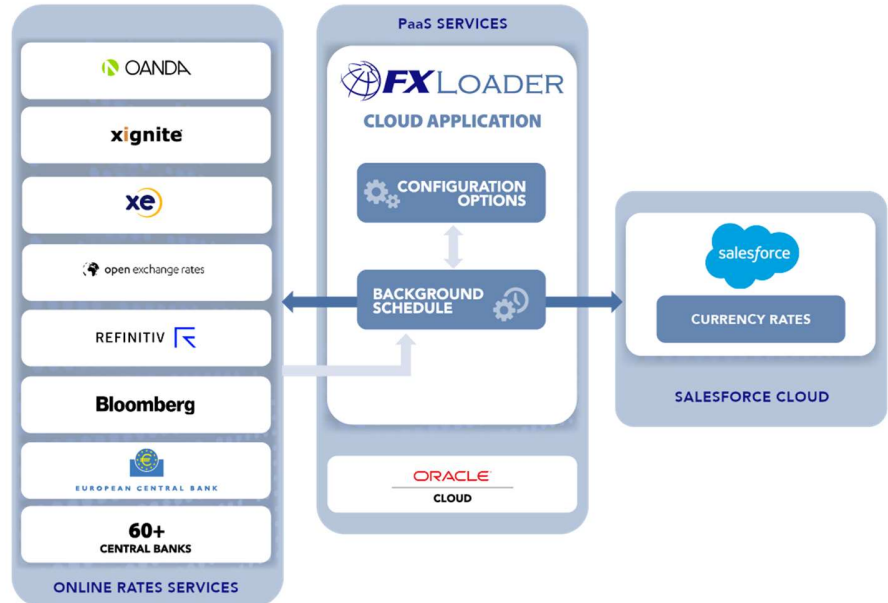 OANDA
xignite
xe
open exchange rates
REFINITIV
Bloomberg
EUROPEAN CENTRAL BANK
60+
CENTRAL BANKS
ONLINE RATES SERVICES
PaaS SERVICES
FXLOADER
CLOUD APPLICATION
CONFIGURATION
OPTIONS
BACKGROUND
SCHEDULE
ORACLE
CLOUD
salesforce
CURRENCY RATES
SALESFORCE CLOUD